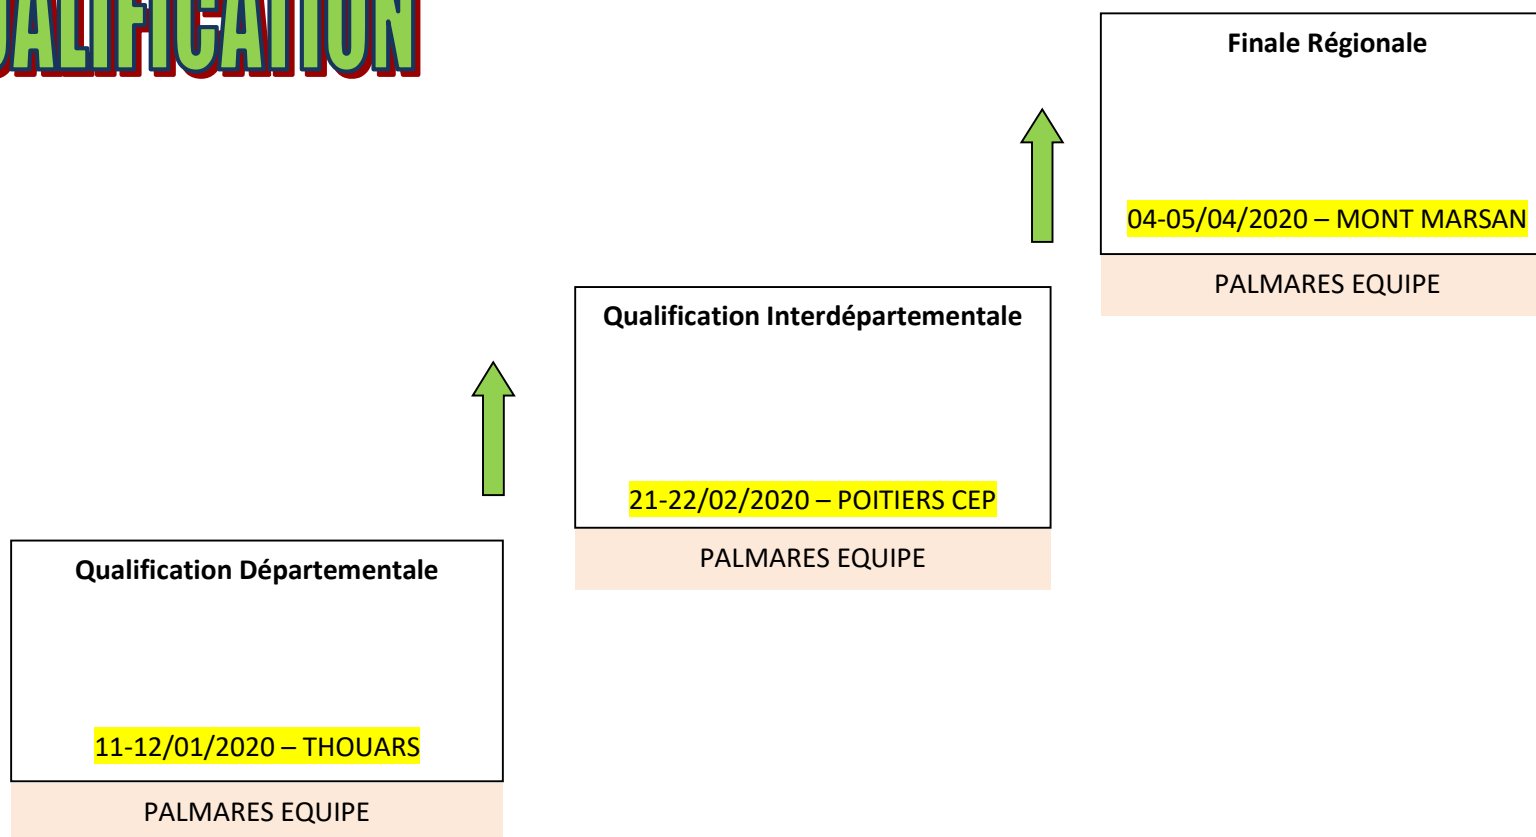 UALIFICATION
Finale Régionale
04-05/04/2020 – MONT MARSAN
PALMARES EQUIPE
Qualification Interdépartementale
21-22/02/2020 – POITIERS CEP
PALMARES EQUIPE
Qualification Départementale
11-12/01/2020 – THOUARS
PALMARES EQUIPE